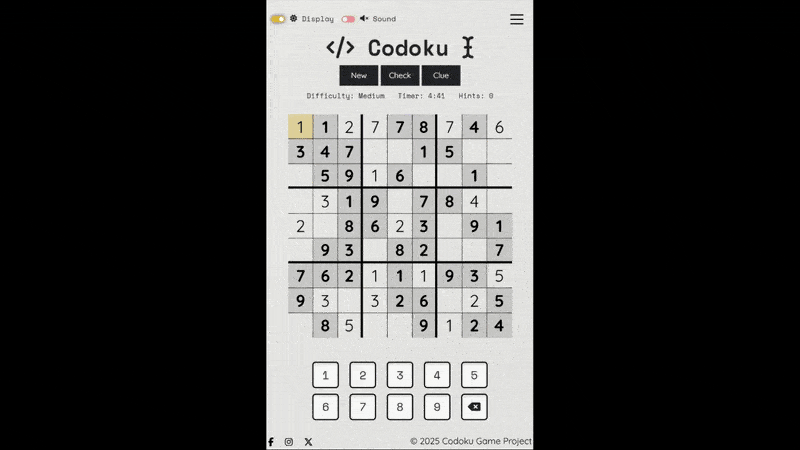 Display Sound
</> Codoku
New Check Clue
Difficulty: Medium Timer: 4:41 Hints: 0
1 1 2 7 7 8 7 4 6
3 4 7 1 5
5 9 1 6 1
3 1 9 7 8 4
2 8 6 2 3 9 1
9 3 8 2 7
7 6 2 1 1 1 9 3 5
9 3 3 2 6 2 5
8 5 9 1 2 4
1 2 3 4 5
6 7 8 9
© 2025 Codoku Game Project